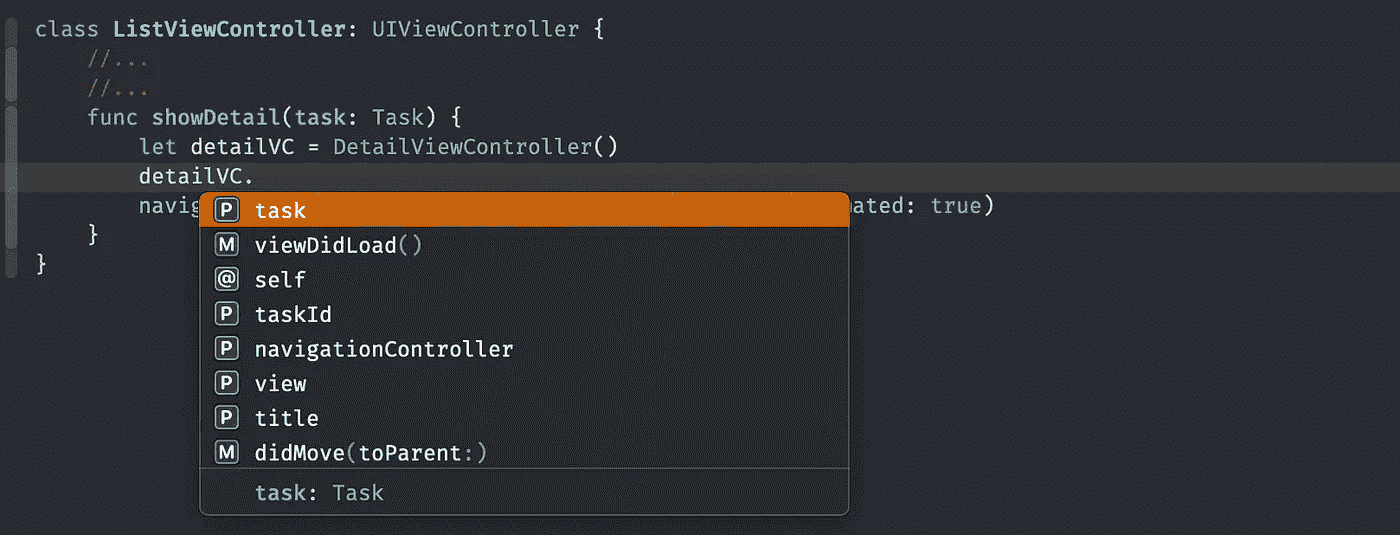 class ListViewController: UIViewController {
//...
//...
func showDetail(task: Task) {
let detailVC = DetailViewController()
detailVC.
navig ated: true)
P task
M viewDidLoad()
@ self
P taskId
P navigationController
P view
P title
M didMove(toParent:)
task: Task
}
}